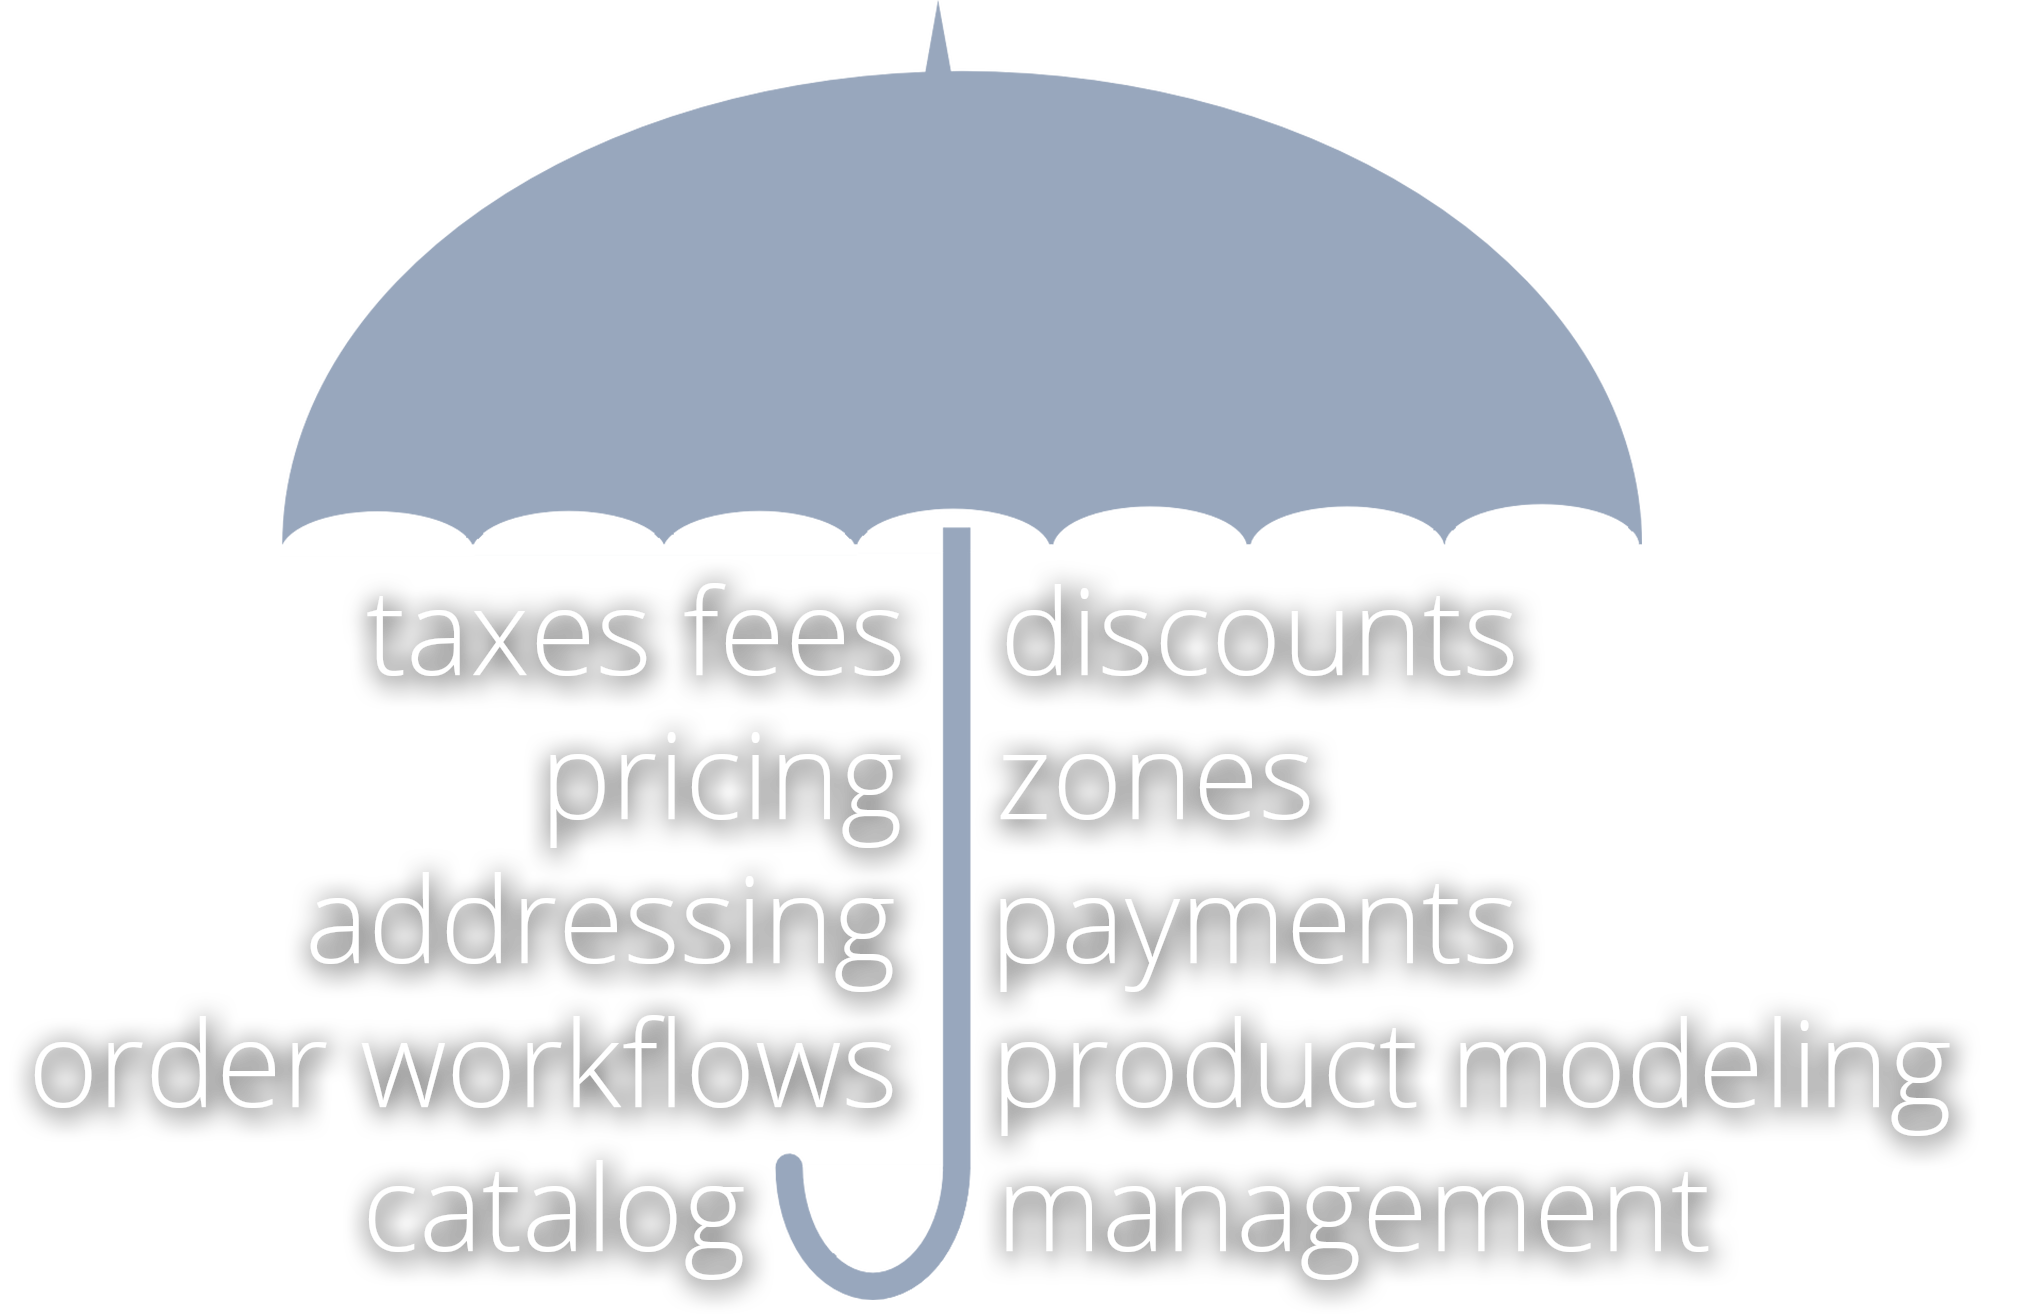 taxes fees discounts
pricing zones
addressing payments
order workflows product modeling
catalog management